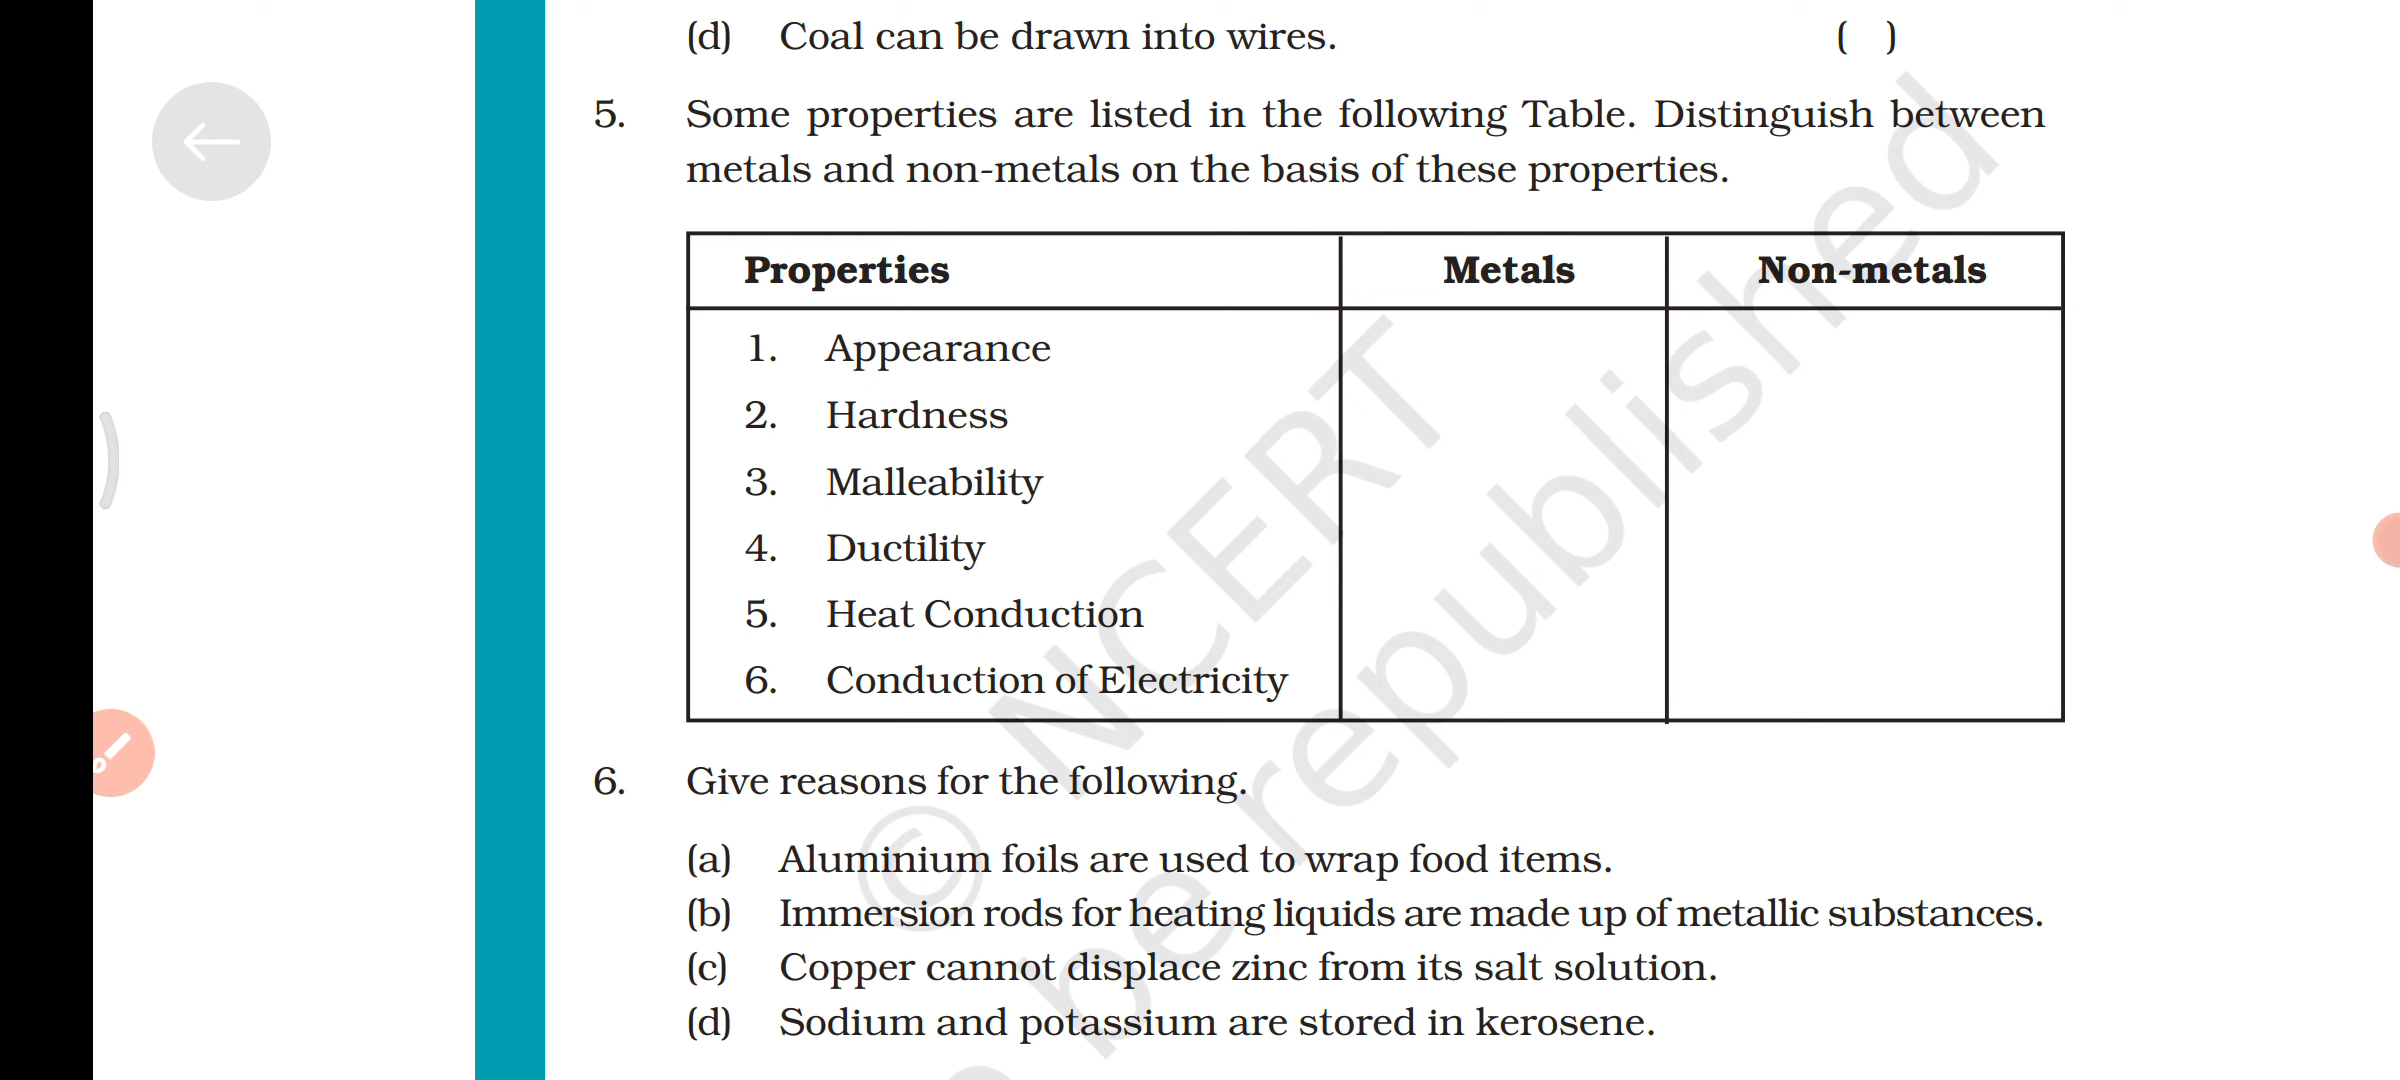 (d) Coal can be drawn into wires. ( )
5. Some properties are listed in the following Table. Distinguish between
metals and non-metals on the basis of these properties.
Properties Metals Non-metals
1. Appearance
2. Hardness
3. Malleability
4. Ductility
5. Heat Conduction
6. Conduction of Electricity
6. Give reasons for the following.
(a) Aluminium foils are used to wrap food items.
(b) Immersion rods for heating liquids are made up of metallic substances.
(c) Copper cannot displace zinc from its salt solution.
(d) Sodium and potassium are stored in kerosene.
© NCERT
be republished